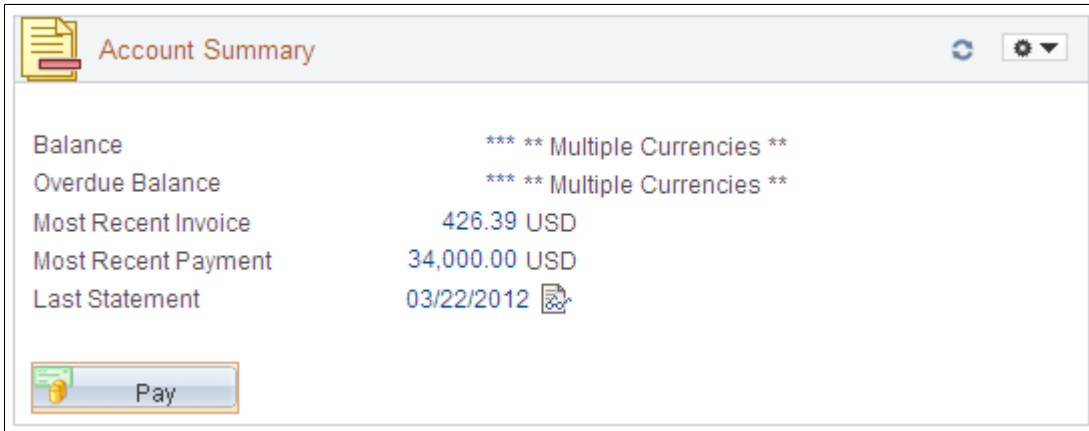 Account Summary
Balance *** ** Multiple Currencies **
Overdue Balance *** ** Multiple Currencies **
Most Recent Invoice 426.39 USD
Most Recent Payment 34,000.00 USD
Last Statement 03/22/2012
Pay